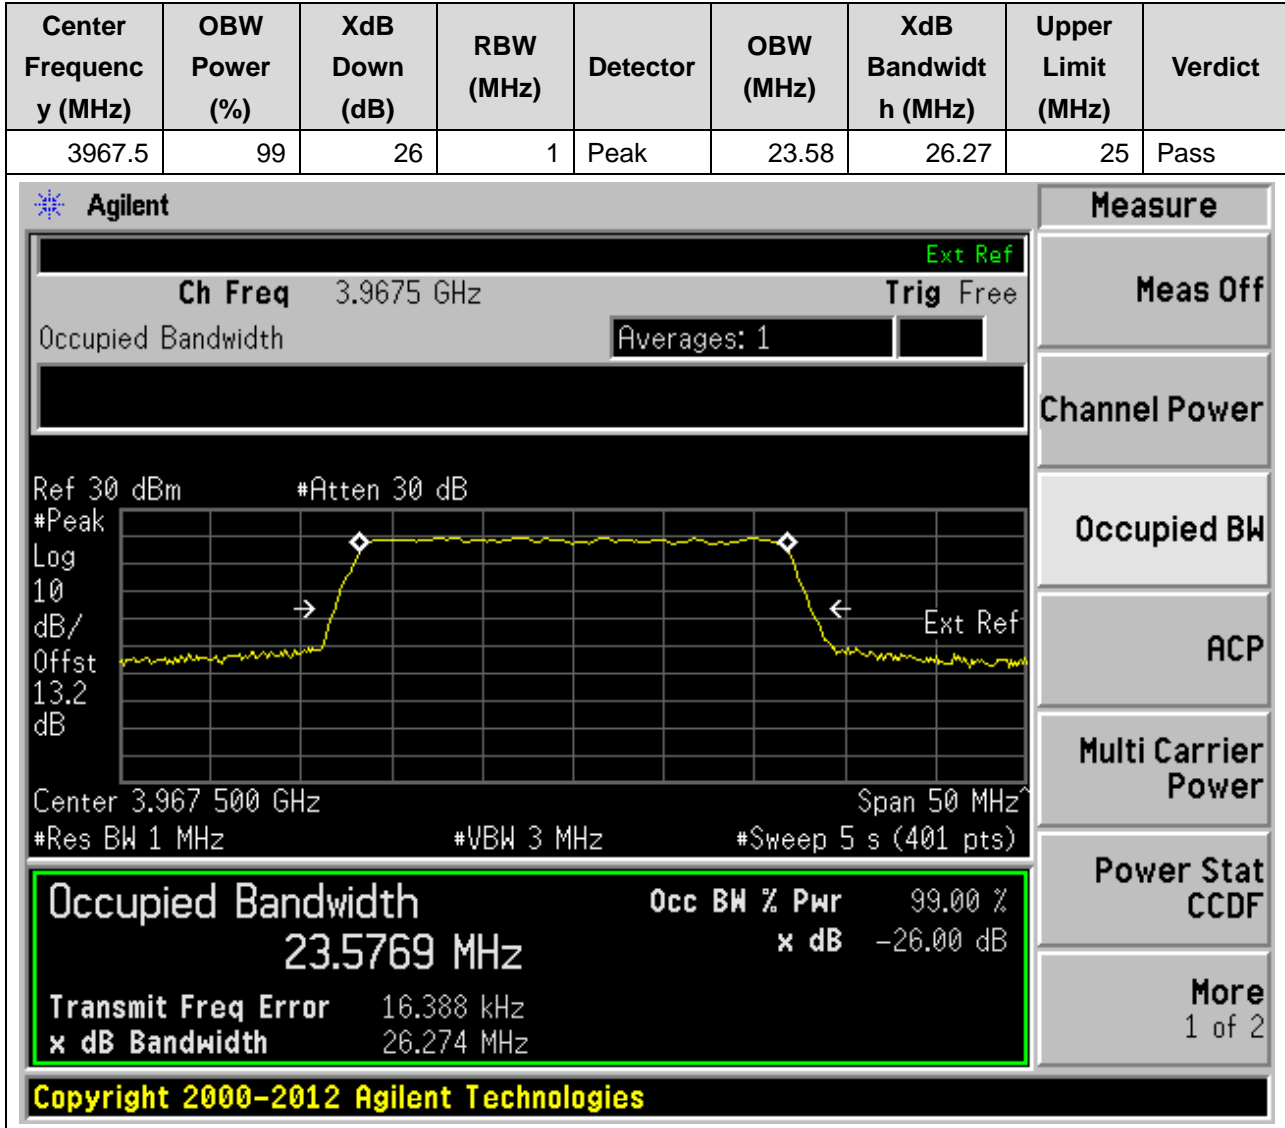 Center Frequenc y (MHz) OBW Power (%) XdB Down (dB) RBW (MHz) Detector OBW (MHz) XdB Bandwidt h (MHz) Upper Limit (MHz) Verdict
3967.5 99 26 1 Peak 23.58 26.27 25 Pass
Agilent
Measure
Ext Ref
Ch Freq 3.9675 GHz Trig Free
Meas Off
Occupied Bandwidth Averages: 1
Channel Power
Ref 30 dBm #Atten 30 dB
#Peak
Log
10
dB/
Offst
13.2
dB
Ext Ref
Occupied BW
ACP
Multi Carrier
Power
Center 3.967 500 GHz Span 50 MHz^
#Res BW 1 MHz #VBW 3 MHz #Sweep 5 s (401 pts)
Power Stat
CCDF
Occupied Bandwidth Occ BW % Pwr 99.00 %
23.5769 MHz x dB -26.00 dB
Transmit Freq Error 16.388 kHz
x dB Bandwidth 26.274 MHz
More
1 of 2
Copyright 2000-2012 Agilent Technologies